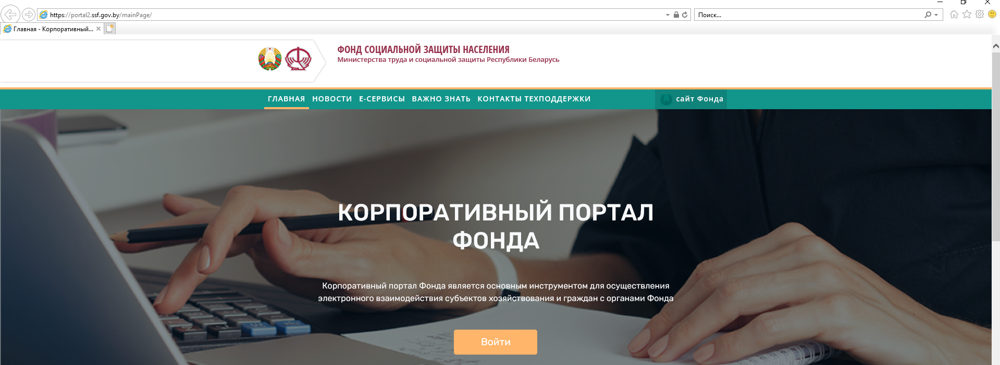 https://portal2.ssf.gov.by/mainPage/
Поиск...
Главная - Корпоративный...
ФОНД СОЦИАЛЬНОЙ ЗАЩИТЫ НАСЕЛЕНИЯ
Министерства труда и социальной защиты Республики Беларусь
ГЛАВНАЯ НОВОСТИ Е-СЕРВИСЫ ВАЖНО ЗНАТЬ КОНТАКТЫ ТЕХПОДДЕРЖКИ сайт Фонда
КОРПОРАТИВНЫЙ ПОРТАЛ
ФОНДА
Корпоративный портал Фонда является основным инструментом для осуществления
электронного взаимодействия субъектов хозяйствования и граждан с органами Фонда
Войти